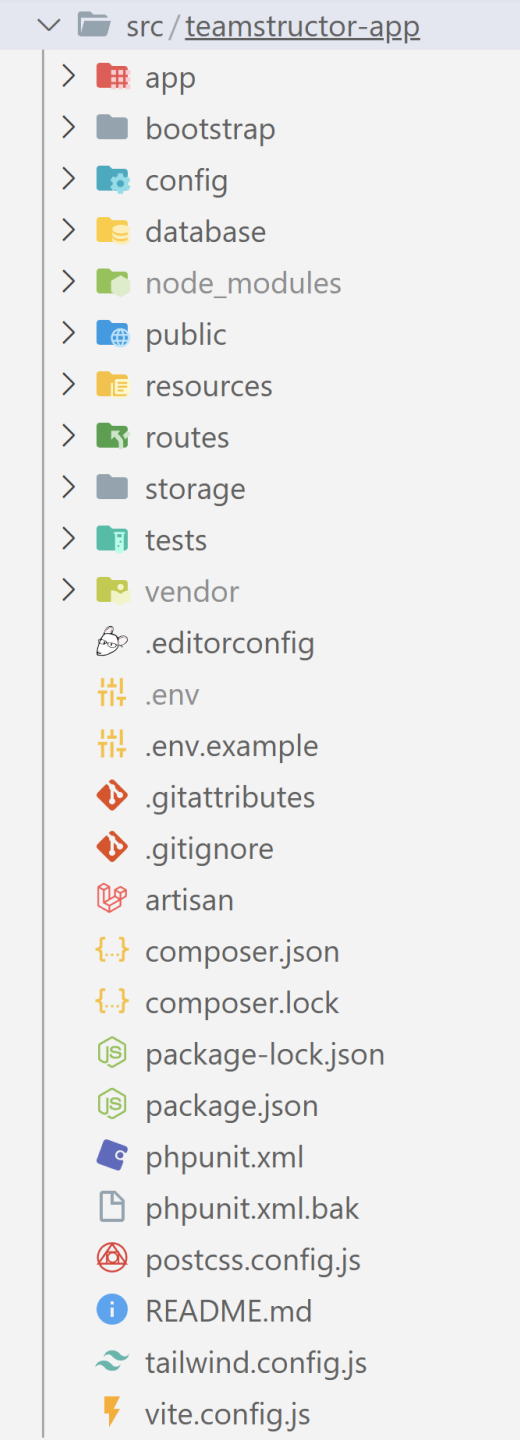 src / teamstructor-app
app
bootstrap
config
database
node_modules
public
resources
routes
storage
tests
vendor
.editorconfig
.env
.env.example
.gitattributes
.gitignore
artisan
composer.json
composer.lock
package-lock.json
package.json
phpunit.xml
phpunit.xml.bak
postcss.config.js
README.md
tailwind.config.js
vite.config.js